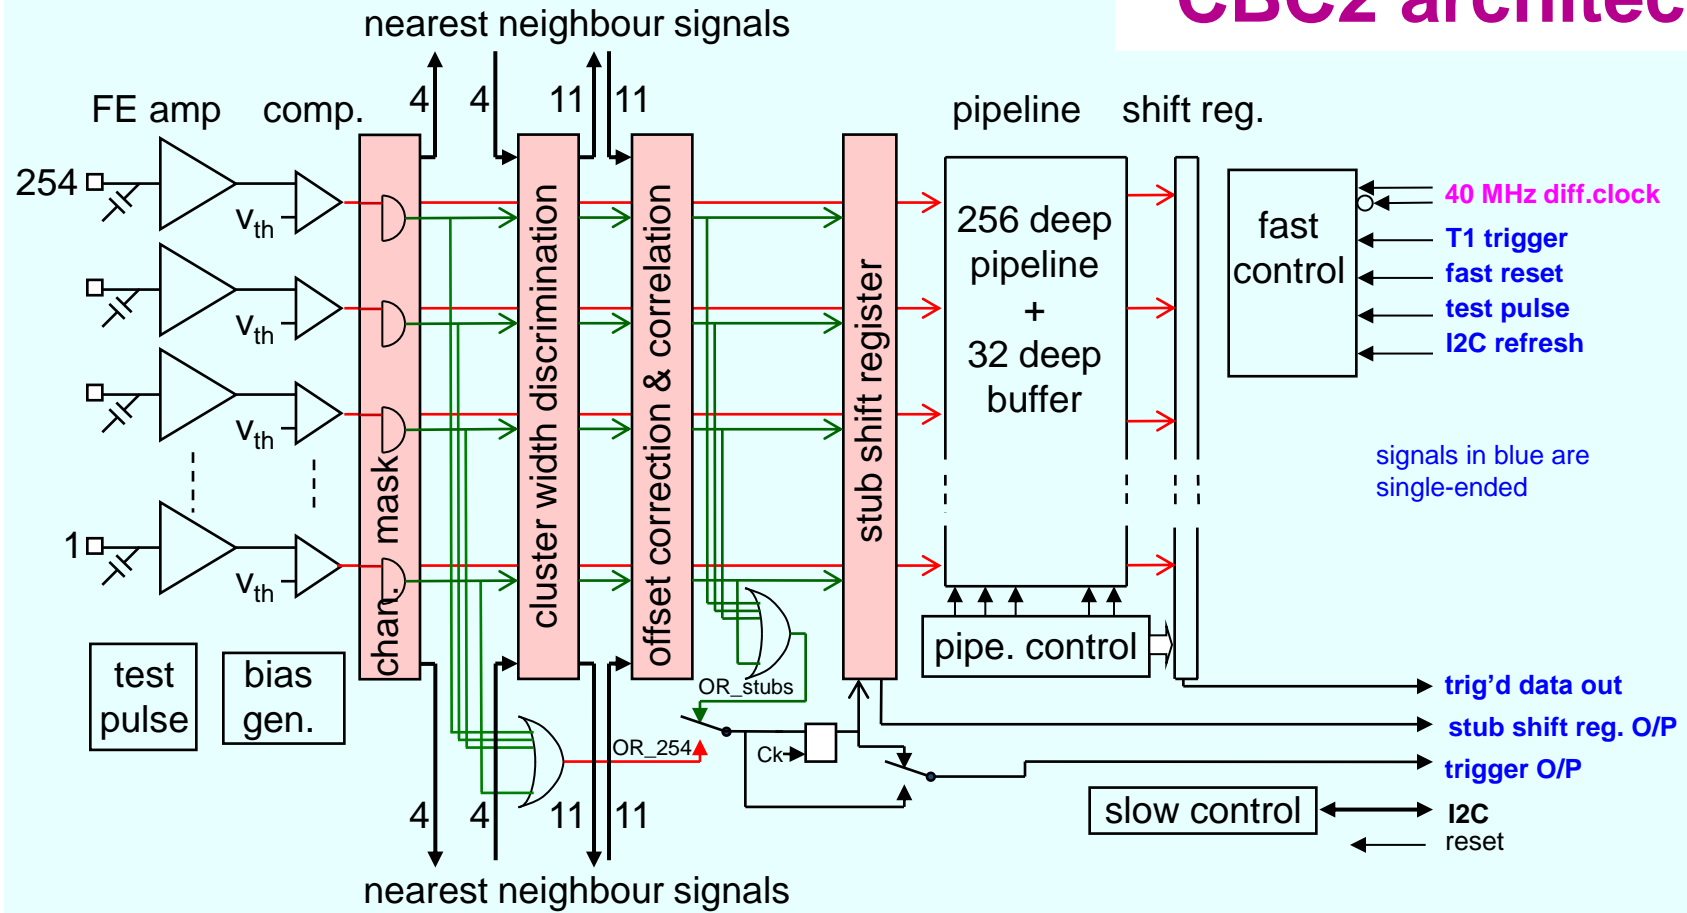 CBC2 architec
nearest neighbour signals
4
4
11
11
FE amp
comp.
pipeline
shift reg.
254
Vth
Vth
Vth
1
Vth
chan. mask
cluster width discrimination
offset correction & correlation
stub shift register
256 deep
pipeline
+
32 deep
buffer
fast
control
40 MHz diff.clock
T1 trigger
fast reset
test pulse
I2C refresh
signals in blue are
single-ended
pipe. control
test
pulse
bias
gen.
OR_stubs
OR_254
Ck
trig'd data out
stub shift reg. O/P
trigger O/P
slow control
I2C
reset
4
4
11
11
nearest neighbour signals